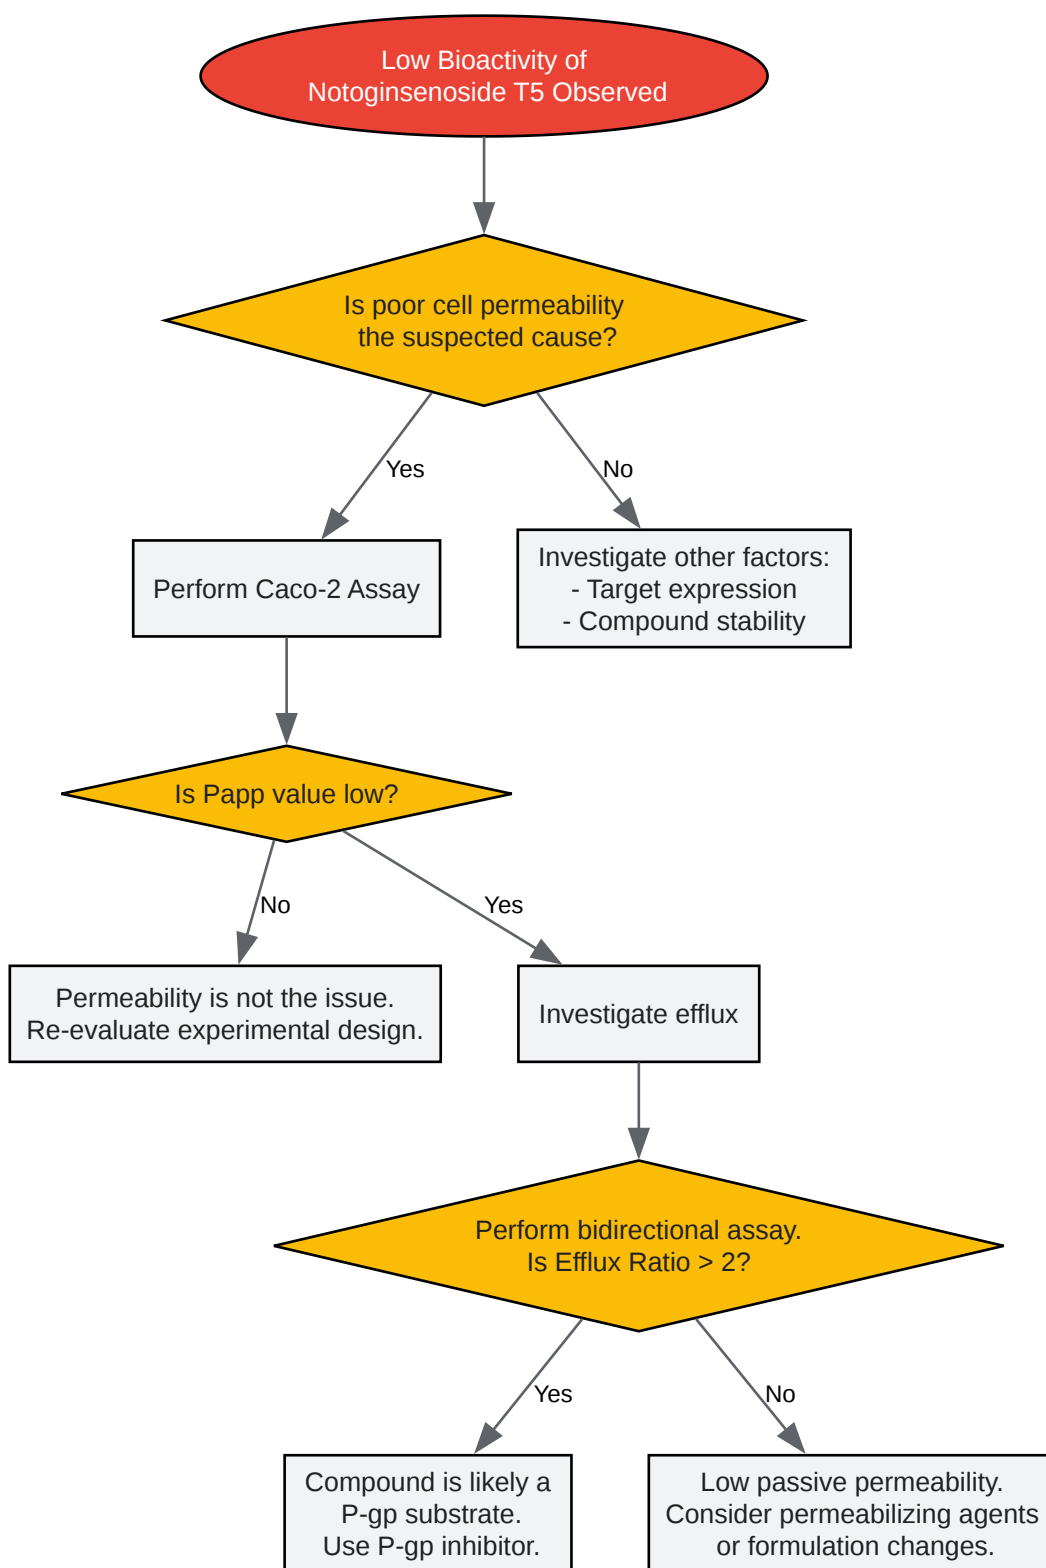 Low Bioactivity of
Notoginsenoside T5 Observed
Is poor cell permeability
the suspected cause?
Yes
No
Perform Caco-2 Assay
Investigate other factors:
- Target expression
- Compound stability
Is Papp value low?
No
Yes
Permeability is not the issue.
Re-evaluate experimental design.
Investigate efflux
Perform bidirectional assay.
Is Efflux Ratio > 2?
Yes
No
Compound is likely a
P-gp substrate.
Use P-gp inhibitor.
Low passive permeability.
Consider permeabilizing agents
or formulation changes.